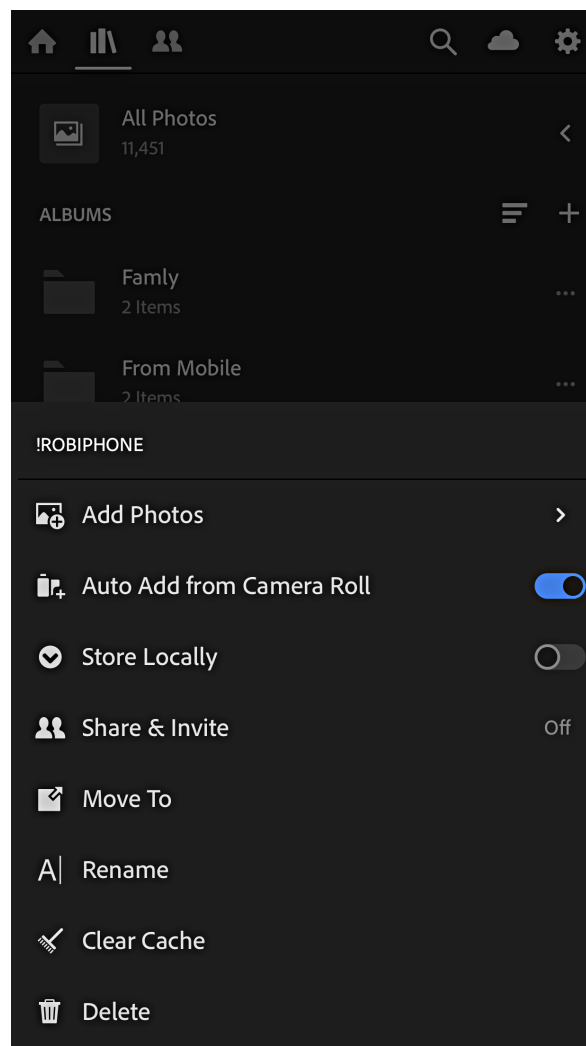 All Photos
11,451
ALBUMS
Famly
2 Items
From Mobile
2 Items
!ROBIPHONE
Add Photos
Auto Add from Camera Roll
Store Locally
Share & Invite Off
Move To
Rename
Clear Cache
Delete